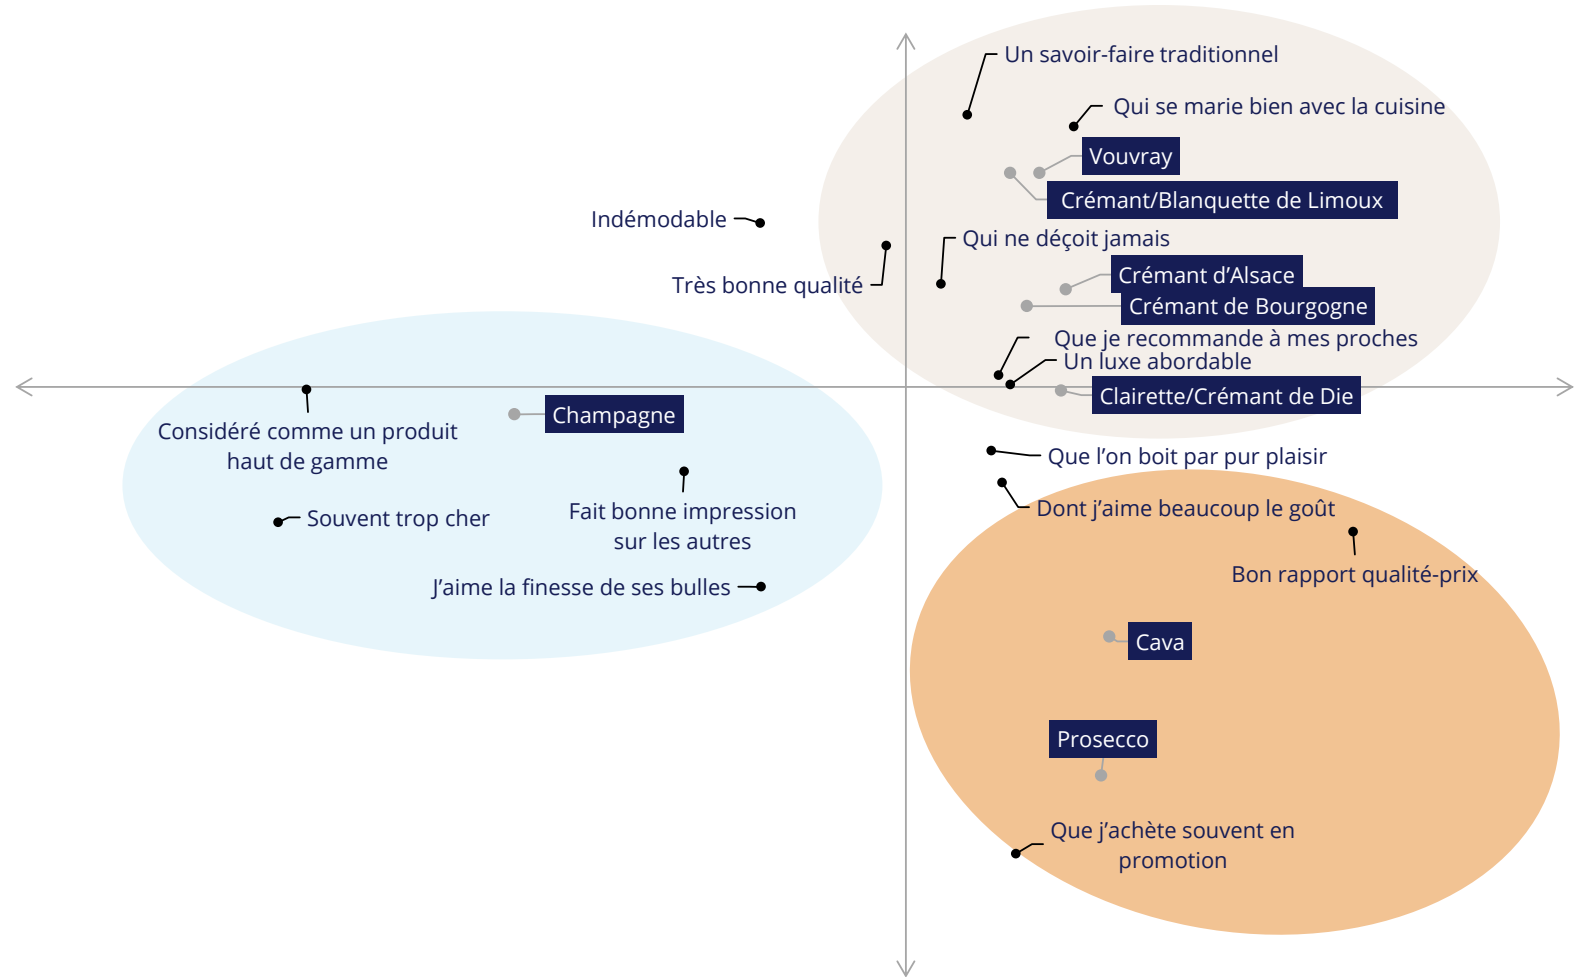 Un savoir-faire traditionnel
Qui se marie bien avec la cuisine
Vouvray
Crémant/Blanquette de Limoux
Indémodable
Qui ne déçoit jamais
Très bonne qualité
Crémant d’Alsace
Crémant de Bourgogne
Que je recommande à mes proches
Un luxe abordable
Clairette/Crémant de Die
Champagne
Considéré comme un produit
haut de gamme
Que l’on boit par pur plaisir
Souvent trop cher
Fait bonne impression
sur les autres
Dont j’aime beaucoup le goût
Bon rapport qualité-prix
J’aime la finesse de ses bulles
Cava
Prosecco
Que j’achète souvent en
promotion